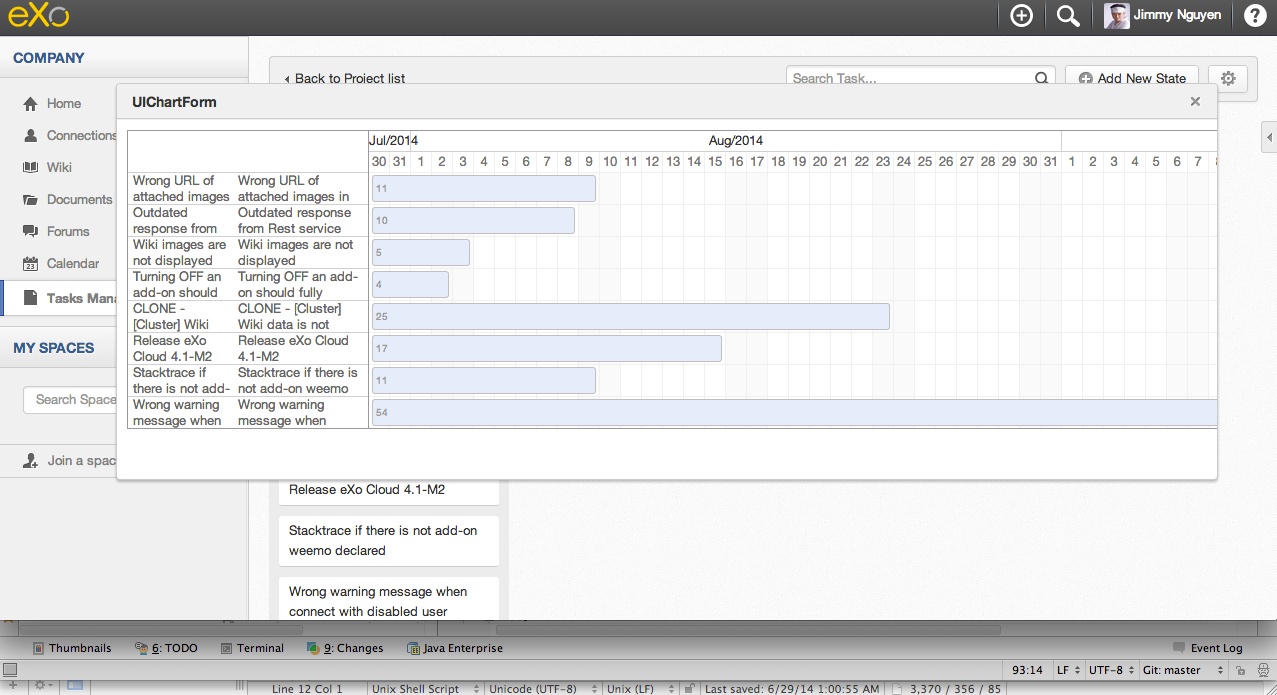 eXo
Jimmy Nguyen
?
COMPANY
Home
Connections
Wiki
Documents
Forums
23
Calendar
Tasks Mana
MY SPACES
Search Space
Join a spac
Back to Project list
Search Task...
Add New State
UIChartForm
×
Jul/2014 Aug/2014
30 31 1 2 3 4 5 6 7 8 9 10 11 12 13 14 15 16 17 18 19 20 21 22 23 24 25 26 27 28 29 30 31 1 2 3 4 5 6 7
Wrong URL of Wrong URL of
attached images attached images in
11
Outdated Outdated response
response from from Rest service
10
Wiki images are Wiki images are not
not displayed displayed
5
Turning OFF an Turning OFF an add-
add-on should on should fully
4
CLONE - CLONE - [Cluster]
[Cluster] Wiki Wiki data is not
25
Release eXo Release eXo Cloud
Cloud 4.1-M2 4.1-M2
17
Stacktrace if Stacktrace if there is
there is not add- not add-on weemo
11
Wrong warning Wrong warning
message when message when
54
Release eXo Cloud 4.1-M2
Stacktrace if there is not add-on
weemo declared
Wrong warning message when
connect with disabled user
Thumbnails 6: TODO Terminal 9: Changes Java Enterprise Event Log
93:14 LF UTF-8 Git: master
Line 12 Col 1 Unix Shell Script Unicode (UTF-8) Unix (LF) Last saved: 6/29/14 1:00:55 AM 3,370 / 356 / 85